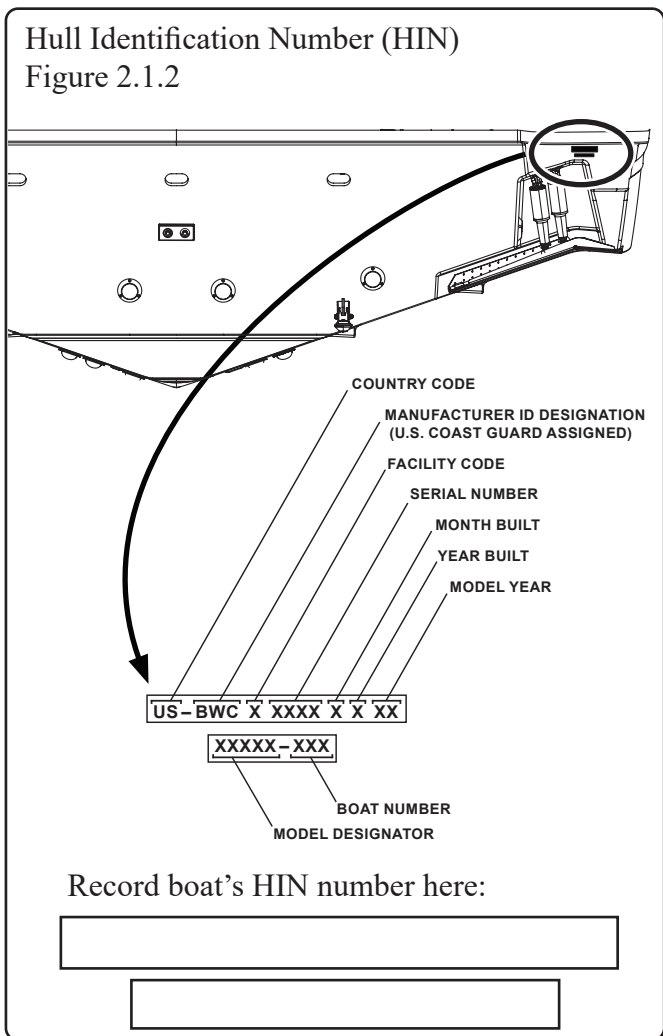 Hull Identification Number (HIN)
Figure 2.1.2
COUNTRY CODE
MANUFACTURER ID DESIGNATION
(U.S. COAST GUARD ASSIGNED)
FACILITY CODE
SERIAL NUMBER
MONTH BUILT
YEAR BUILT
MODEL YEAR
US – BWC X XXXX X X XX
XXXXX – XXX
BOAT NUMBER
MODEL DESIGNATOR
Record boat's HIN number here: